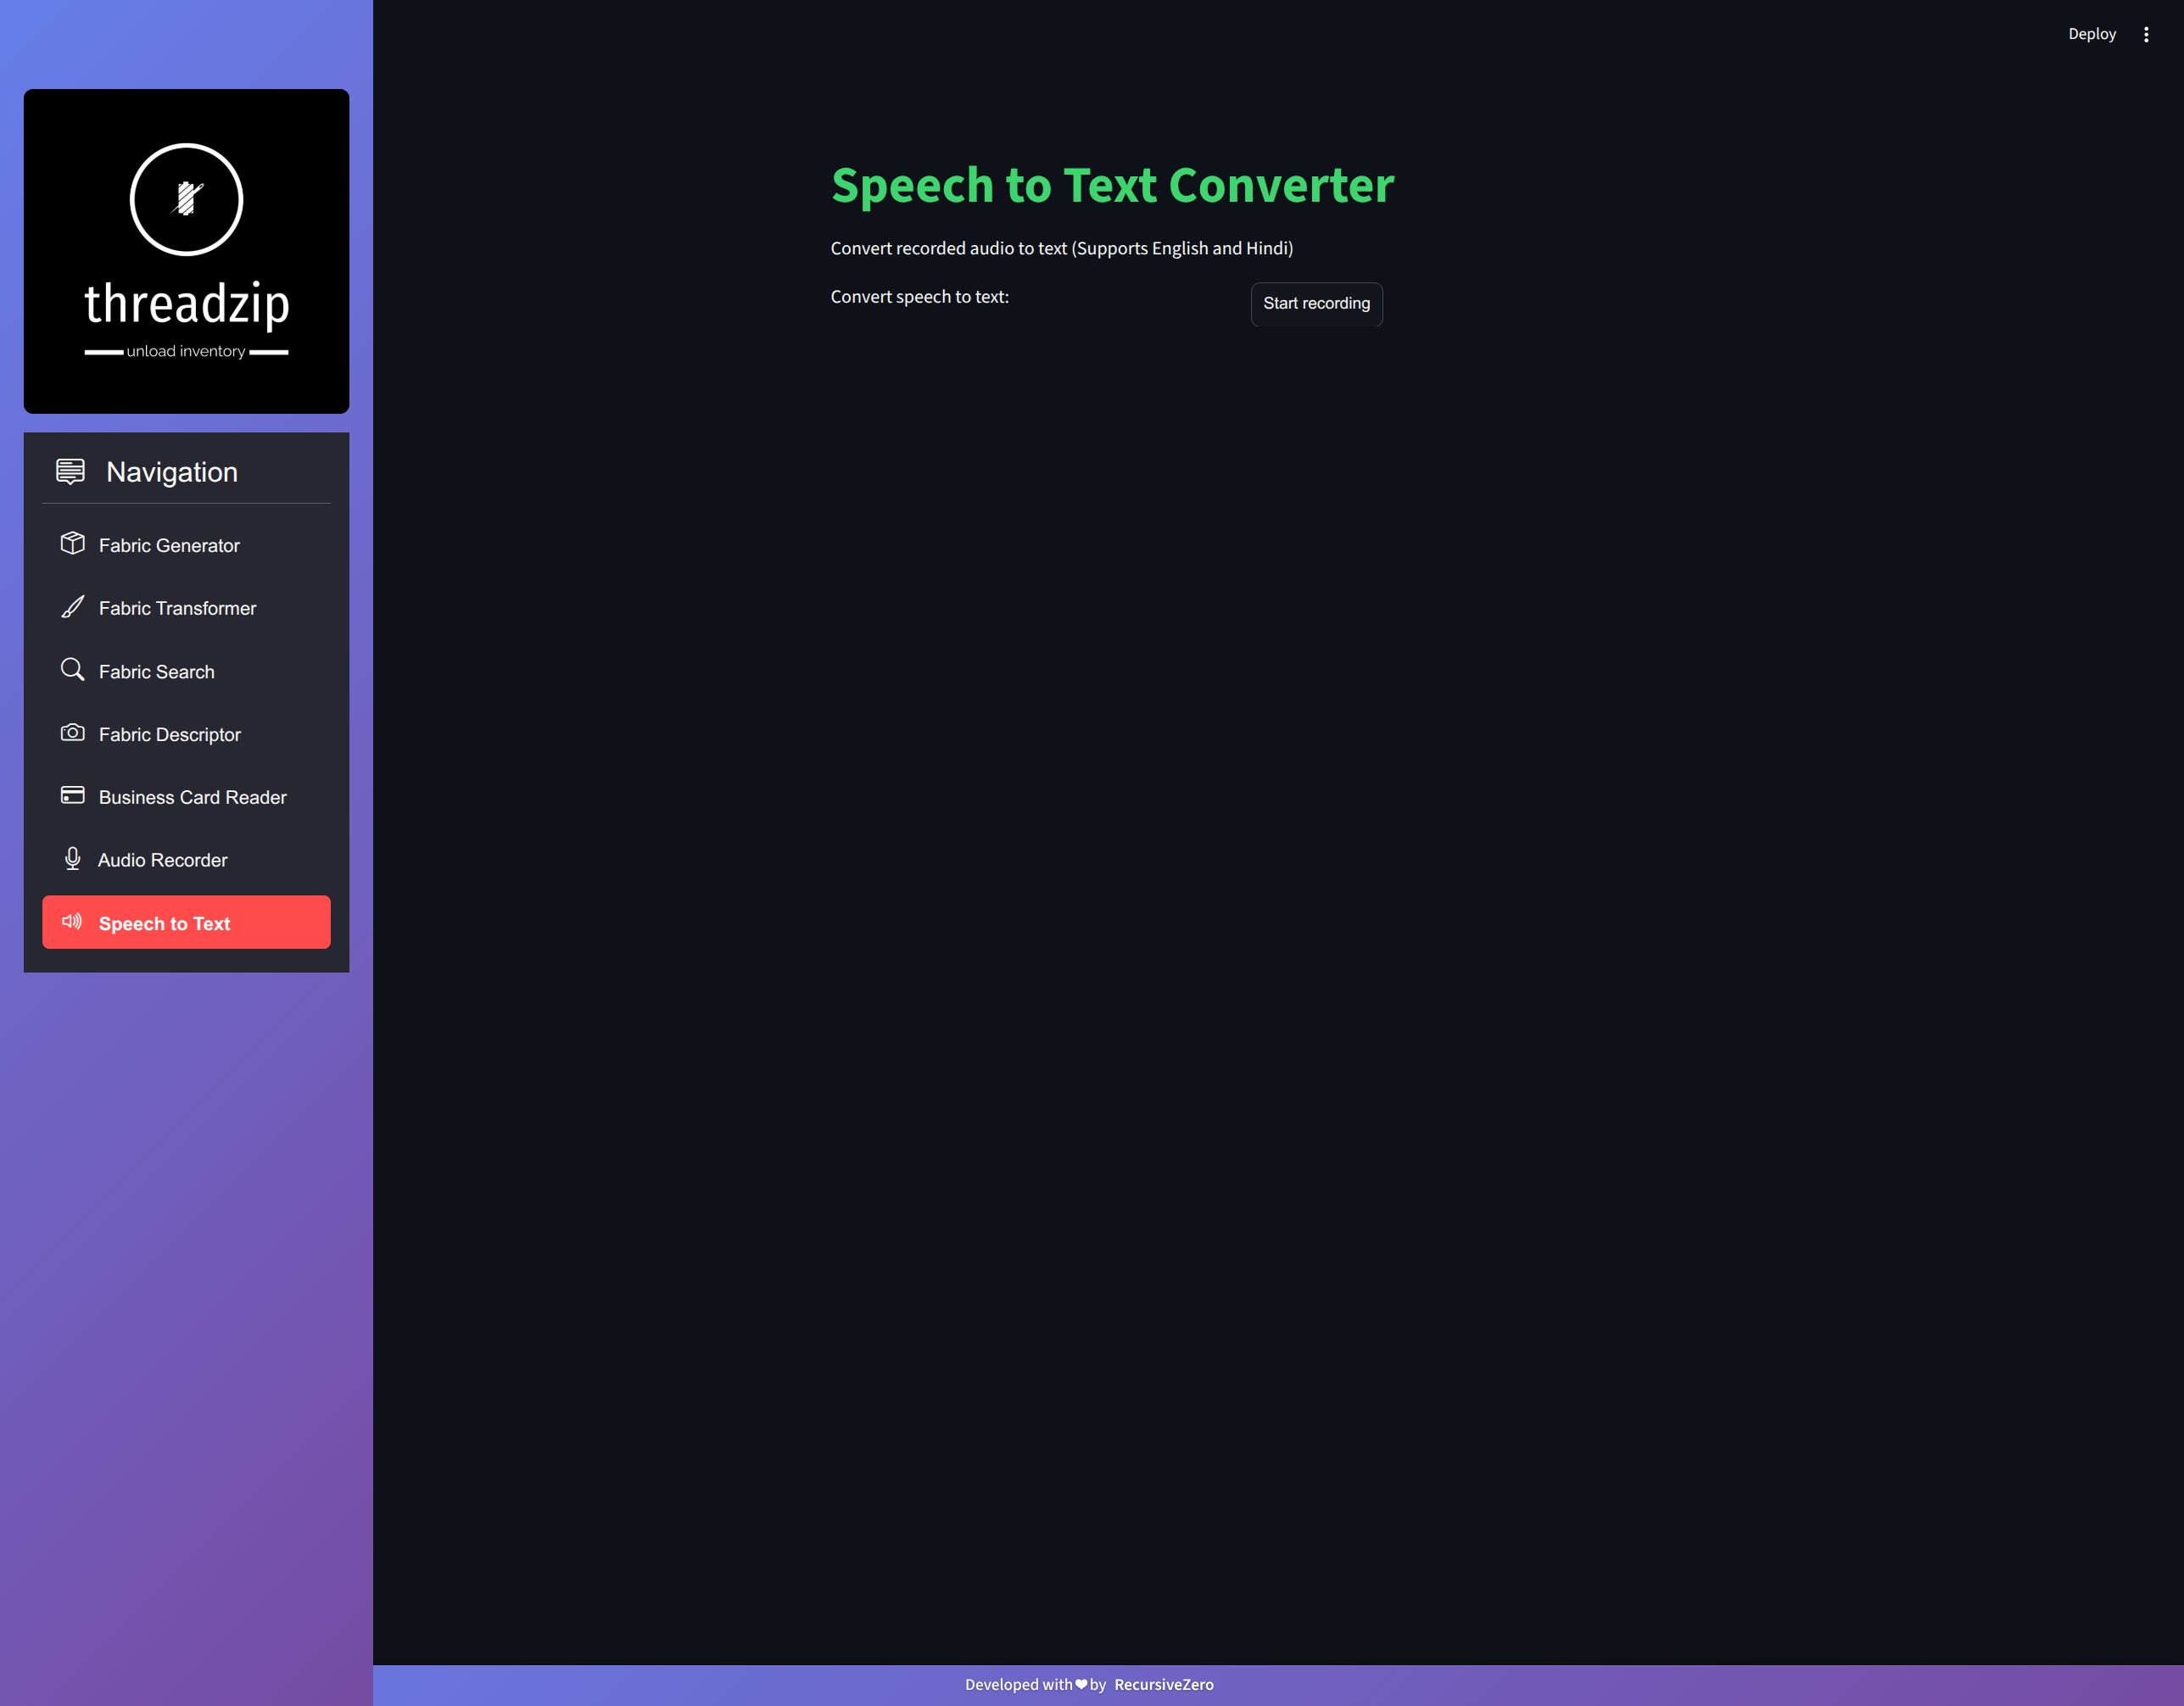 Deploy
threadzip
unload inventory
Navigation
Fabric Generator
Fabric Transformer
Fabric Search
Fabric Descriptor
Business Card Reader
Audio Recorder
Speech to Text
Speech to Text Converter
Convert recorded audio to text (Supports English and Hindi)
Convert speech to text:
Start recording
Developed with❤by RecursiveZero